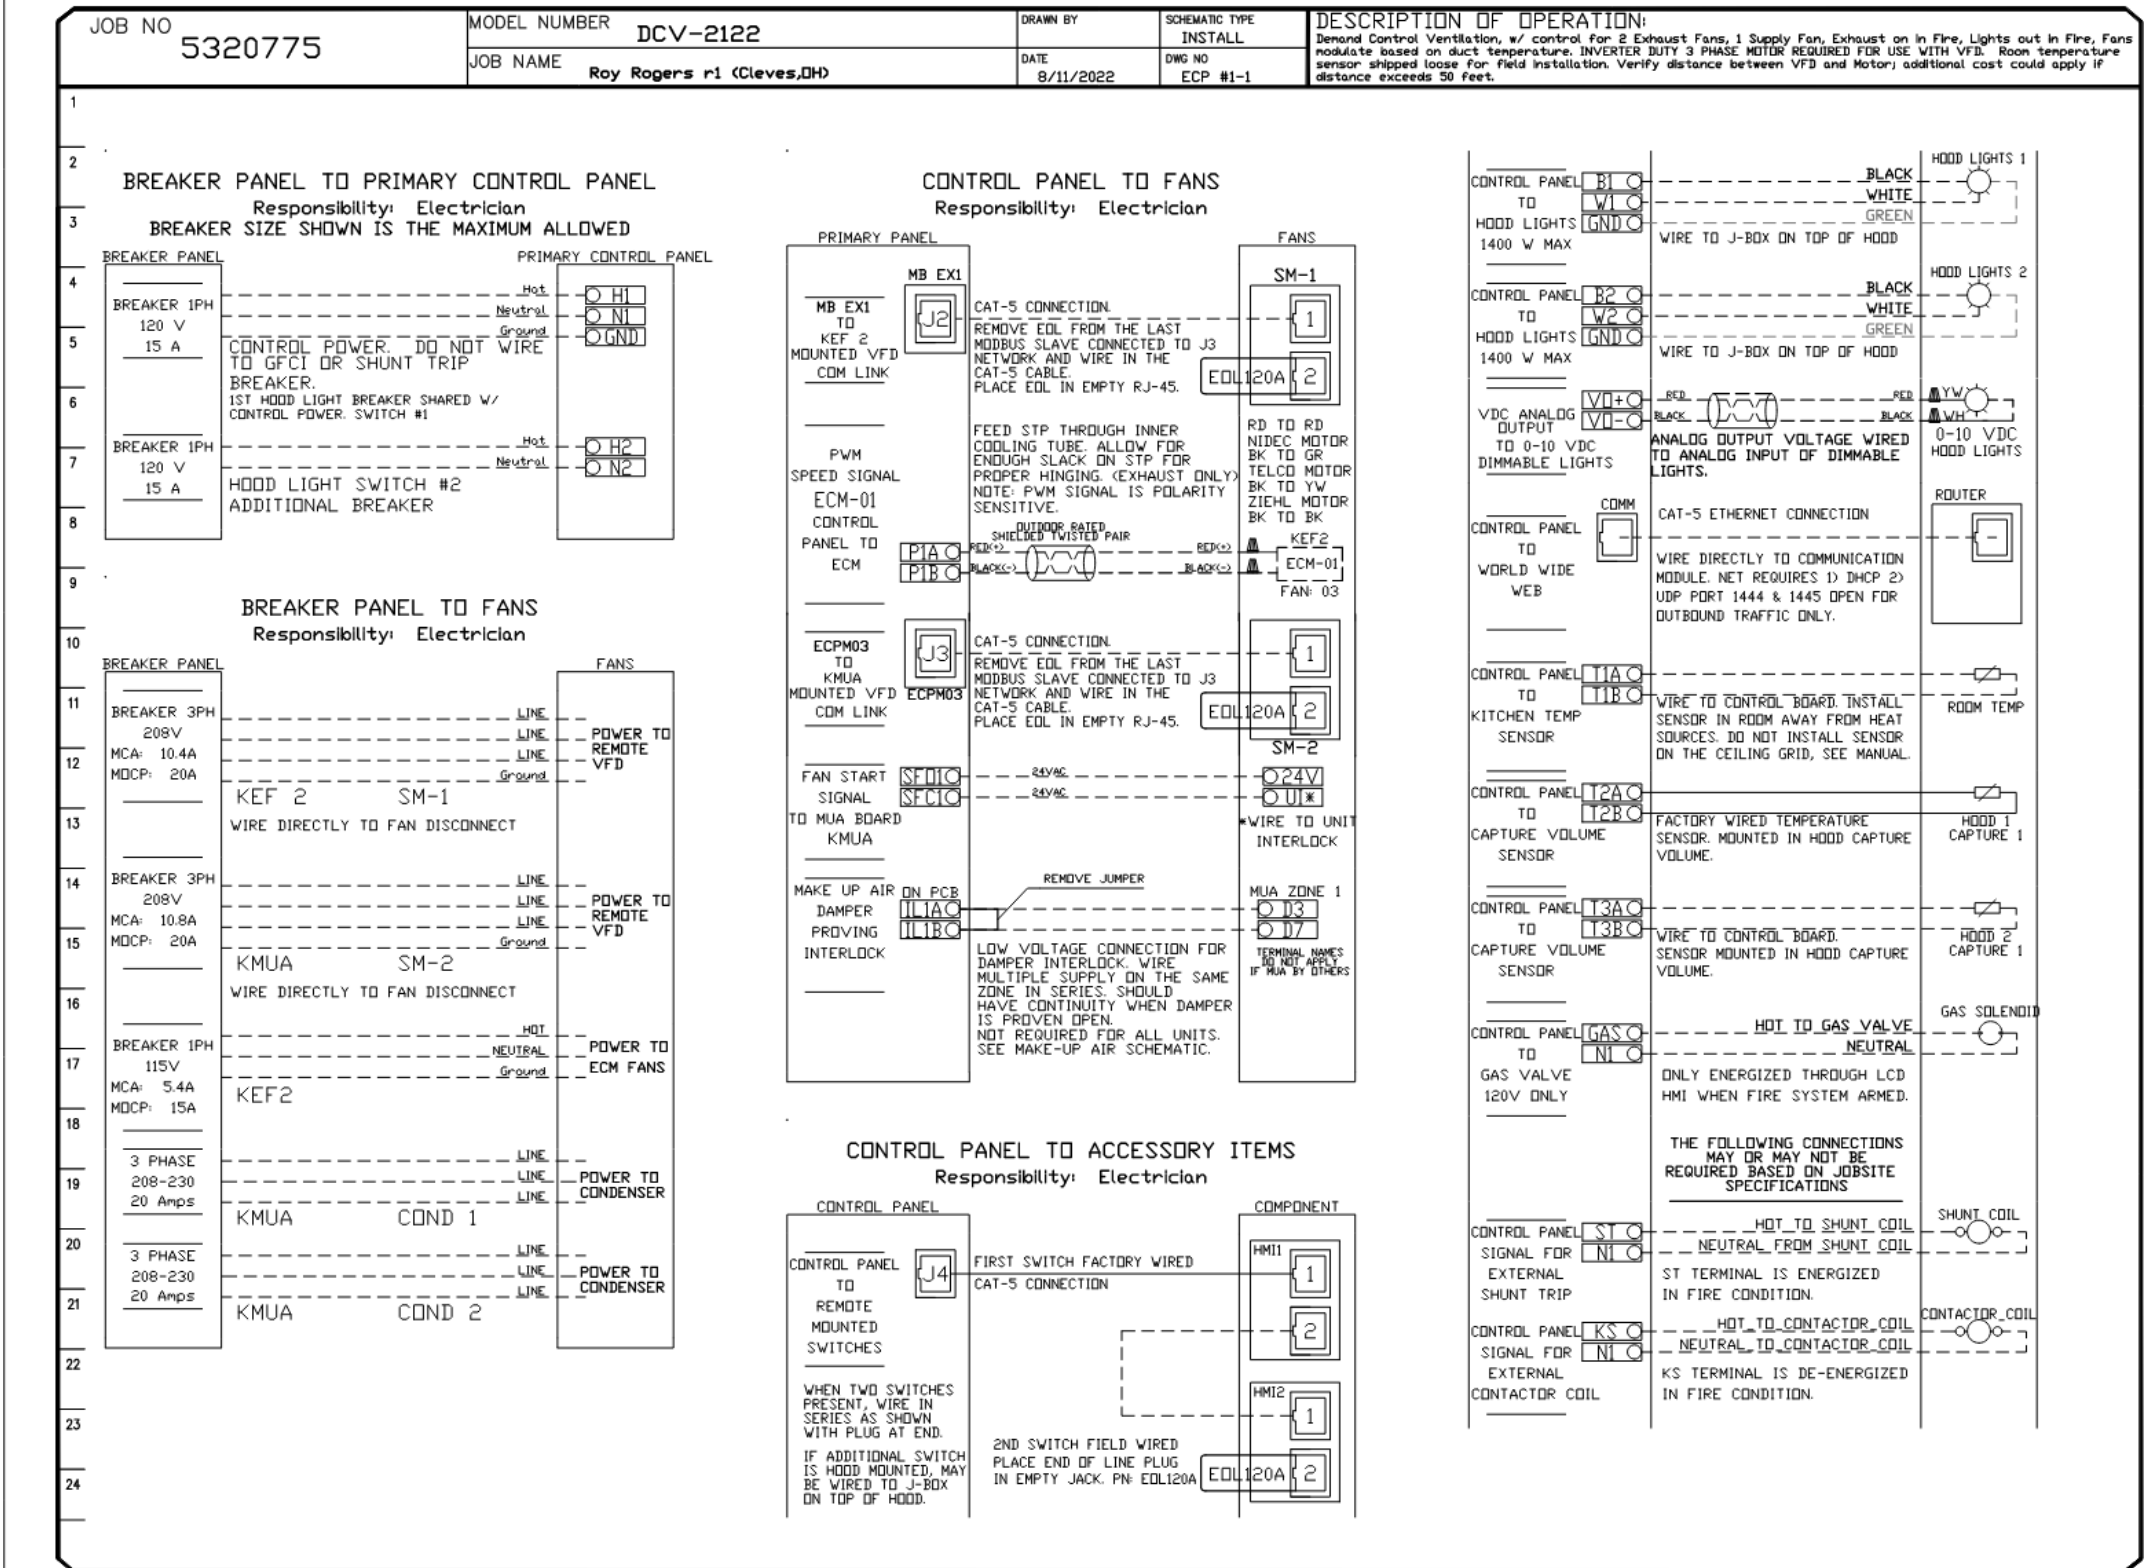 JOB NO 5320775
MODEL NUMBER DCV-2122
JOB NAME Roy Rogers r1 (Cleves,OH)
DRAWN BY
DATE 8/11/2022
SCHEMATIC TYPE
INSTALL
DWG NO
ECP #1-1
DESCRIPTION OF OPERATION:
Demand Control Ventilation, w/ control for 2 Exhaust Fans, 1 Supply Fan, Exhaust on in Fire, Lights out in Fire, Fans
modulate based on duct temperature. INVERTER DUTY 3 PHASE MOTOR REQUIRED FOR USE WITH VFD. Room temperature
sensor shipped loose for field installation. Verify distance between VFD and Motor; additional cost could apply if
distance exceeds 50 feet.
1
2
3
4
5
6
7
8
9
10
11
12
13
14
15
16
17
18
19
20
21
22
23
24
BREAKER PANEL TO PRIMARY CONTROL PANEL
Responsibility: Electrician
BREAKER SIZE SHOWN IS THE MAXIMUM ALLOWED
BREAKER PANEL
PRIMARY CONTROL PANEL
BREAKER 1PH
120 V
15 A
Hot
H1
Neutral
N1
Ground
GND
CONTROL POWER. DO NOT WIRE
TO GFCI OR SHUNT TRIP
BREAKER.
1ST HOOD LIGHT BREAKER SHARED W/
CONTROL POWER. SWITCH #1
BREAKER 1PH
120 V
15 A
Hot
H2
Neutral
N2
HOOD LIGHT SWITCH #2
ADDITIONAL BREAKER
BREAKER PANEL TO FANS
Responsibility: Electrician
BREAKER PANEL
FANS
BREAKER 3PH
208V
MCA: 10.4A
MOCP: 20A
LINE
LINE
LINE
Ground
POWER TO
REMOTE
VFD
KEF 2 SM-1
WIRE DIRECTLY TO FAN DISCONNECT
BREAKER 3PH
208V
MCA: 10.8A
MOCP: 20A
LINE
LINE
LINE
Ground
POWER TO
REMOTE
VFD
KMUA SM-2
WIRE DIRECTLY TO FAN DISCONNECT
BREAKER 1PH
115V
MCA: 5.4A
MOCP: 15A
HOT
NEUTRAL
Ground
POWER TO
ECM FANS
KEF2
3 PHASE
208-230
20 Amps
LINE
LINE
LINE
POWER TO
CONDENSER
KMUA COND 1
3 PHASE
208-230
20 Amps
LINE
LINE
LINE
POWER TO
CONDENSER
KMUA COND 2
CONTROL PANEL TO FANS
Responsibility: Electrician
PRIMARY PANEL
FANS
MB EX1
TO
KEF 2
MOUNTED VFD
COM LINK
MB EX1
J2
CAT-5 CONNECTION.
REMOVE EOL FROM THE LAST
MODBUS SLAVE CONNECTED TO J3
NETWORK AND WIRE IN THE
CAT-5 CABLE.
PLACE EOL IN EMPTY RJ-45.
SM-1
1
EOL120A 2
PWM
SPEED SIGNAL
ECM-01
CONTROL
PANEL TO
ECM
FEED STP THROUGH INNER
COOLING TUBE. ALLOW FOR
ENOUGH SLACK ON STP FOR
PROPER HINGING. (EXHAUST ONLY)
NOTE: PWM SIGNAL IS POLARITY
SENSITIVE.
RD TO RD
NIDEC MOTOR
BK TO GR
TELCO MOTOR
BK TO YW
ZIEHL MOTOR
BK TO BK
OUTDOOR RATED
SHIELDED TWISTED PAIR
P1A RED(+) RED(+)
P1B BLACK(-) BLACK(-)
KEF2
ECM-01
FAN: 03
ECPM03
TO
KMUA
MOUNTED VFD
COM LINK
J3
ECPM03
CAT-5 CONNECTION.
REMOVE EOL FROM THE LAST
MODBUS SLAVE CONNECTED TO J3
NETWORK AND WIRE IN THE
CAT-5 CABLE.
PLACE EOL IN EMPTY RJ-45.
1
EOL120A 2
SM-2
FAN START
SIGNAL
TO MUA BOARD
KMUA
SF01 24VAC 24V
SFC1 24VAC U1*
*WIRE TO UNIT
INTERLOCK
MAKE UP AIR
DAMPER
PROVING
INTERLOCK
ON PCB
IL1A
IL1B
REMOVE JUMPER
MUA ZONE 1
D3
D7
TERMINAL NAMES
DO NOT APPLY
IF MUA BY OTHERS
LOW VOLTAGE CONNECTION FOR
DAMPER INTERLOCK. WIRE
MULTIPLE SUPPLY ON THE SAME
ZONE IN SERIES. SHOULD
HAVE CONTINUITY WHEN DAMPER
IS PROVEN OPEN.
NOT REQUIRED FOR ALL UNITS.
SEE MAKE-UP AIR SCHEMATIC.
CONTROL PANEL TO ACCESSORY ITEMS
Responsibility: Electrician
CONTROL PANEL
COMPONENT
CONTROL PANEL
TO
REMOTE
MOUNTED
SWITCHES
J4
FIRST SWITCH FACTORY WIRED
CAT-5 CONNECTION
HMI1
1
2
WHEN TWO SWITCHES
PRESENT, WIRE IN
SERIES AS SHOWN
WITH PLUG AT END.
IF ADDITIONAL SWITCH
IS HOOD MOUNTED, MAY
BE WIRED TO J-BOX
ON TOP OF HOOD.
HMI2
1
2ND SWITCH FIELD WIRED
PLACE END OF LINE PLUG
IN EMPTY JACK. PN: EOL120A
EOL120A 2
CONTROL PANEL
TO
HOOD LIGHTS
1400 W MAX
B1 BLACK
W1 WHITE
GND GREEN
HOOD LIGHTS 1
WIRE TO J-BOX ON TOP OF HOOD
CONTROL PANEL
TO
HOOD LIGHTS
1400 W MAX
B2 BLACK
W2 WHITE
GND GREEN
HOOD LIGHTS 2
WIRE TO J-BOX ON TOP OF HOOD
VDC ANALOG
OUTPUT
TO 0-10 VDC
DIMMABLE LIGHTS
VO+ RED RED YW
VO- BLACK BLACK WH
0-10 VDC
HOOD LIGHTS
ANALOG OUTPUT VOLTAGE WIRED
TO ANALOG INPUT OF DIMMABLE
LIGHTS.
CONTROL PANEL
TO
WORLD WIDE
WEB
COMM
CAT-5 ETHERNET CONNECTION
ROUTER
WIRE DIRECTLY TO COMMUNICATION
MODULE. NET REQUIRES 1) DHCP 2)
UDP PORT 1444 & 1445 OPEN FOR
OUTBOUND TRAFFIC ONLY.
CONTROL PANEL
TO
KITCHEN TEMP
SENSOR
T1A
T1B
ROOM TEMP
WIRE TO CONTROL BOARD. INSTALL
SENSOR IN ROOM AWAY FROM HEAT
SOURCES. DO NOT INSTALL SENSOR
ON THE CEILING GRID, SEE MANUAL.
CONTROL PANEL
TO
CAPTURE VOLUME
SENSOR
T2A
T2B
HOOD 1
CAPTURE 1
FACTORY WIRED TEMPERATURE
SENSOR. MOUNTED IN HOOD CAPTURE
VOLUME.
CONTROL PANEL
TO
CAPTURE VOLUME
SENSOR
T3A
T3B
HOOD 2
CAPTURE 1
WIRE TO CONTROL BOARD.
SENSOR MOUNTED IN HOOD CAPTURE
VOLUME.
CONTROL PANEL
TO
GAS VALVE
120V ONLY
GAS HOT TO GAS VALVE
N1 NEUTRAL
GAS SOLENOID
ONLY ENERGIZED THROUGH LCD
HMI WHEN FIRE SYSTEM ARMED.
THE FOLLOWING CONNECTIONS
MAY OR MAY NOT BE
REQUIRED BASED ON JOBSITE
SPECIFICATIONS
CONTROL PANEL
SIGNAL FOR
EXTERNAL
SHUNT TRIP
ST HOT TO SHUNT COIL
N1 NEUTRAL FROM SHUNT COIL
SHUNT COIL
ST TERMINAL IS ENERGIZED
IN FIRE CONDITION.
CONTROL PANEL
SIGNAL FOR
EXTERNAL
CONTACTOR COIL
KS HOT TO CONTACTOR COIL
N1 NEUTRAL TO CONTACTOR COIL
CONTACTOR COIL
KS TERMINAL IS DE-ENERGIZED
IN FIRE CONDITION.